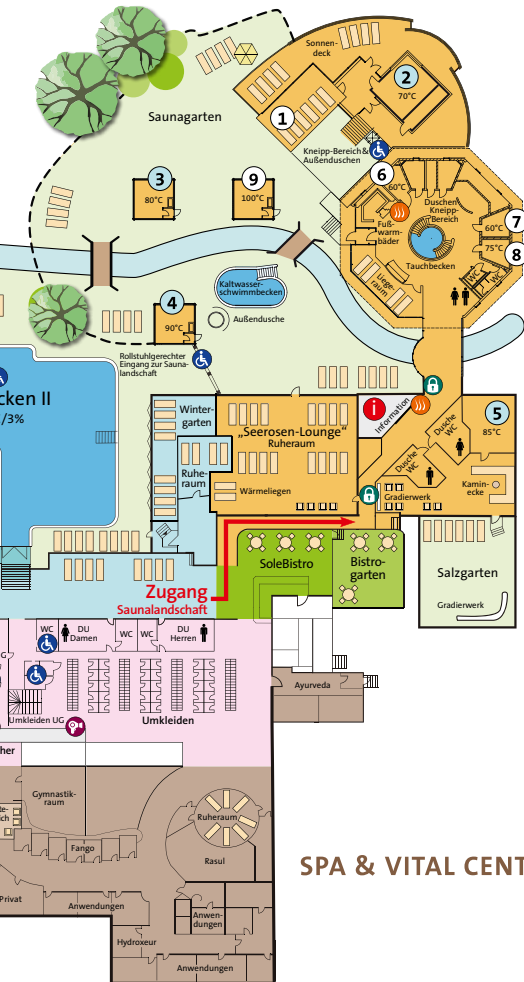 Sonnen-
deck
2
70°C
1
Saunagarten
Kneipp-Bereich &
Außenduschen
6
60°C
3
80°C
9
100°C
Duschen
Kneipp-
Bereich
7
60°C
75°C
8
Fuß-
warm-
bäder
Tauchbecken
Liege-
raum
WC
WC
Kaltwasser-
schwimmbecken
4
90°C
Außendusche
Rollstuhlgerechter
Eingang zur Sauna-
landschaft
cken II
/3%
Winter-
garten
„Seerosen-Lounge“
Ruheraum
i
Information
5
85°C
Dusche
WC
Dusche
WC
Ruhe-
raum
Wärmeliegen
Gradierwerk
Kamin-
ecke
SoleBistro
Bistro-
garten
Salzgarten
Gradierwerk
Zugang
Saunalandschaft
WC
DU
Damen
WC
WC
DU
Herren
G
Ayurveda
Umkleiden UG
Umkleiden
her
Gymnastik-
raum
te-
ich
Ruheraum
Fango
Rasul
SPA & VITAL CENT
Privat
Anwendungen
Anwen-
dungen
Hydroxeur
Anwendungen